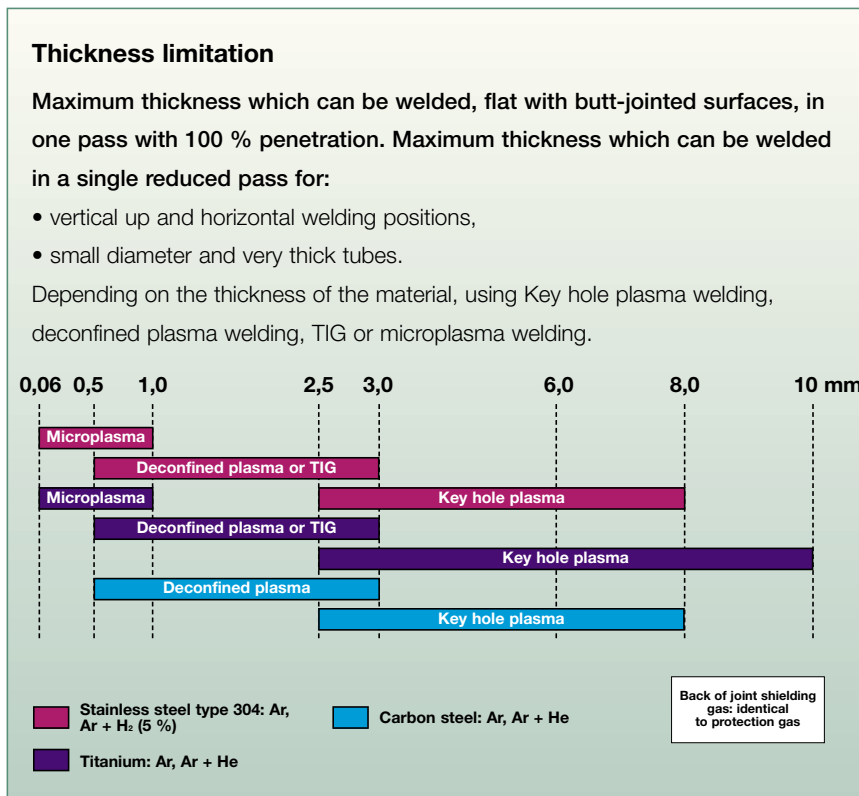 Thickness limitation
Maximum thickness which can be welded, flat with butt-jointed surfaces, in
one pass with 100 % penetration. Maximum thickness which can be welded
in a single reduced pass for:
• vertical up and horizontal welding positions,
• small diameter and very thick tubes.
Depending on the thickness of the material, using Key hole plasma welding,
deconfined plasma welding, TIG or microplasma welding.
0,06 0,5 1,0 2,5 3,0 6,0 8,0 10 mm
Microplasma
Deconfined plasma or TIG
Microplasma Key hole plasma
Deconfined plasma or TIG
Key hole plasma
Deconfined plasma
Key hole plasma
Stainless steel type 304: Ar,
Ar + H₂ (5 %)
Carbon steel: Ar, Ar + He
Titanium: Ar, Ar + He
Back of joint shielding
gas: identical
to protection gas